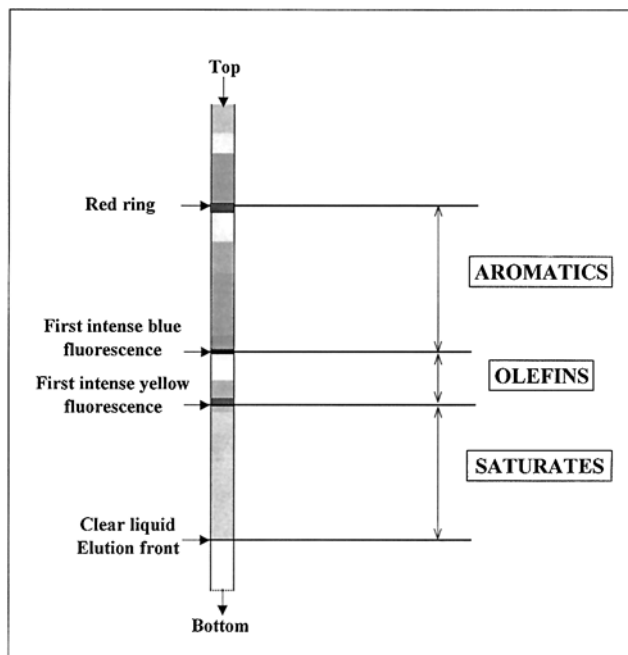 Top
Red ring
AROMATICS
First intense blue
fluorescence
OLEFINS
First intense yellow
fluorescence
SATURATES
Clear liquid
Elution front
Bottom